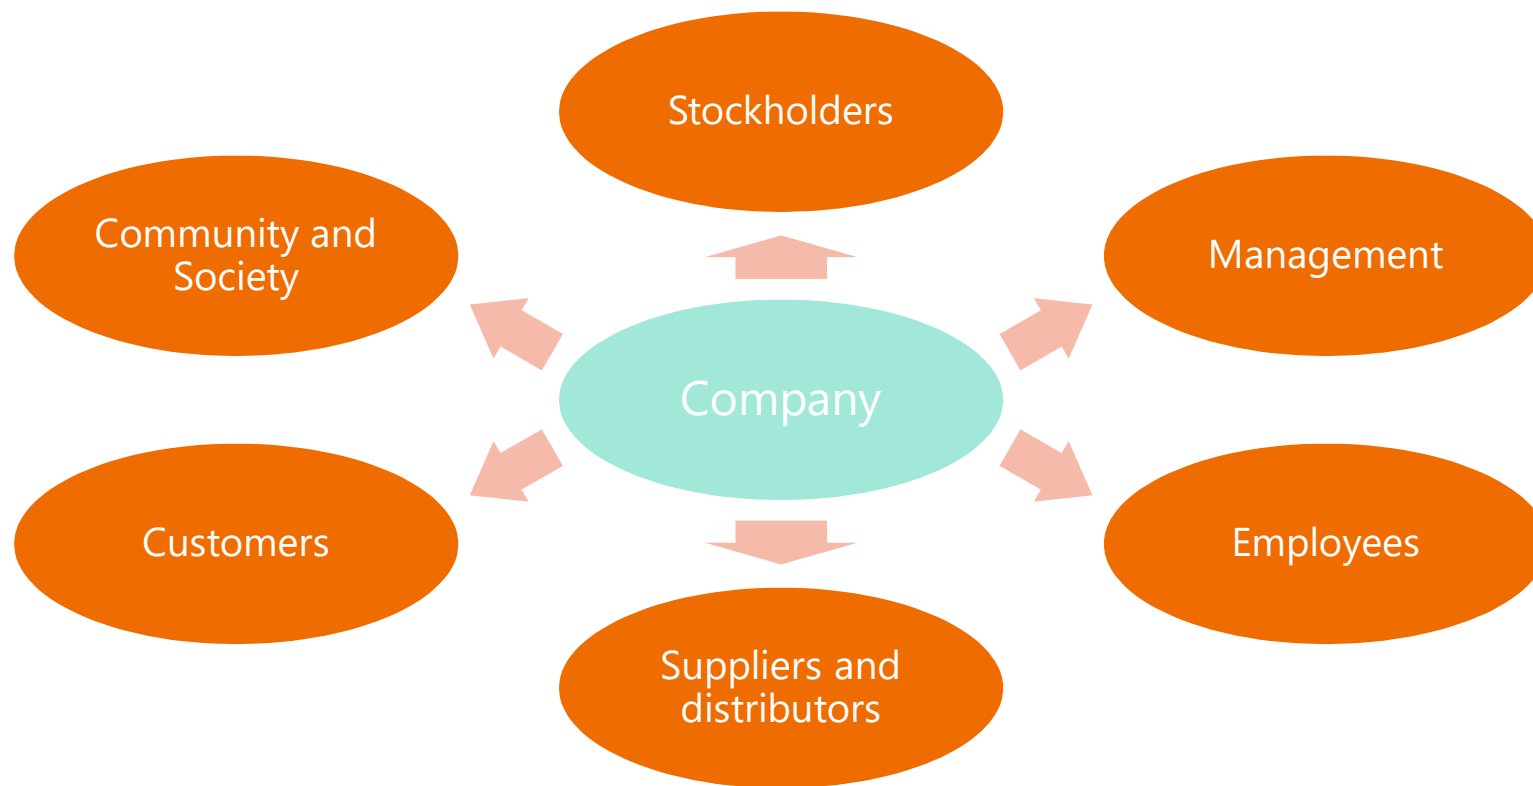 Stockholders
Community and
Society
Management
Company
Customers
Employees
Suppliers and
distributors